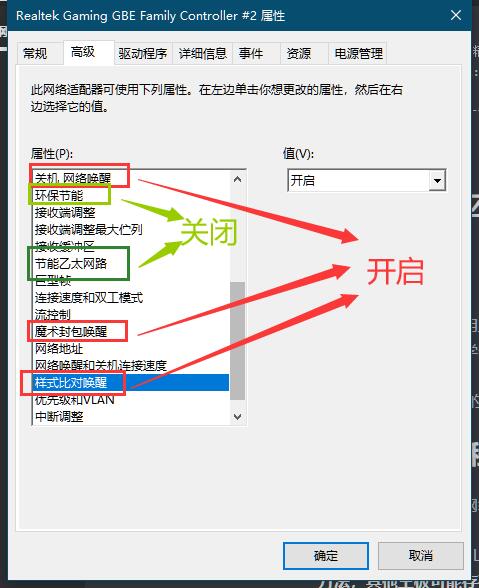 Realtek Gaming GBE Family Controller #2 属性
常规 高级 驱动程序 详细信息 事件 资源 电源管理
此网络适配器可使用下列属性。在左边单击你想更改的属性，然后在右
边选择它的值。
属性(P):
值(V):
关机 网络唤醒
环保节能
接收端调整
接收端调整最大伫列
接收缓冲区
节能乙太网路
巨型帧
连接速度和双工模式
流控制
魔术封包唤醒
网络地址
网络唤醒和关机连接速度
样式比对唤醒
优先级和VLAN
中断调整
开启
关闭
开启
确定
取消